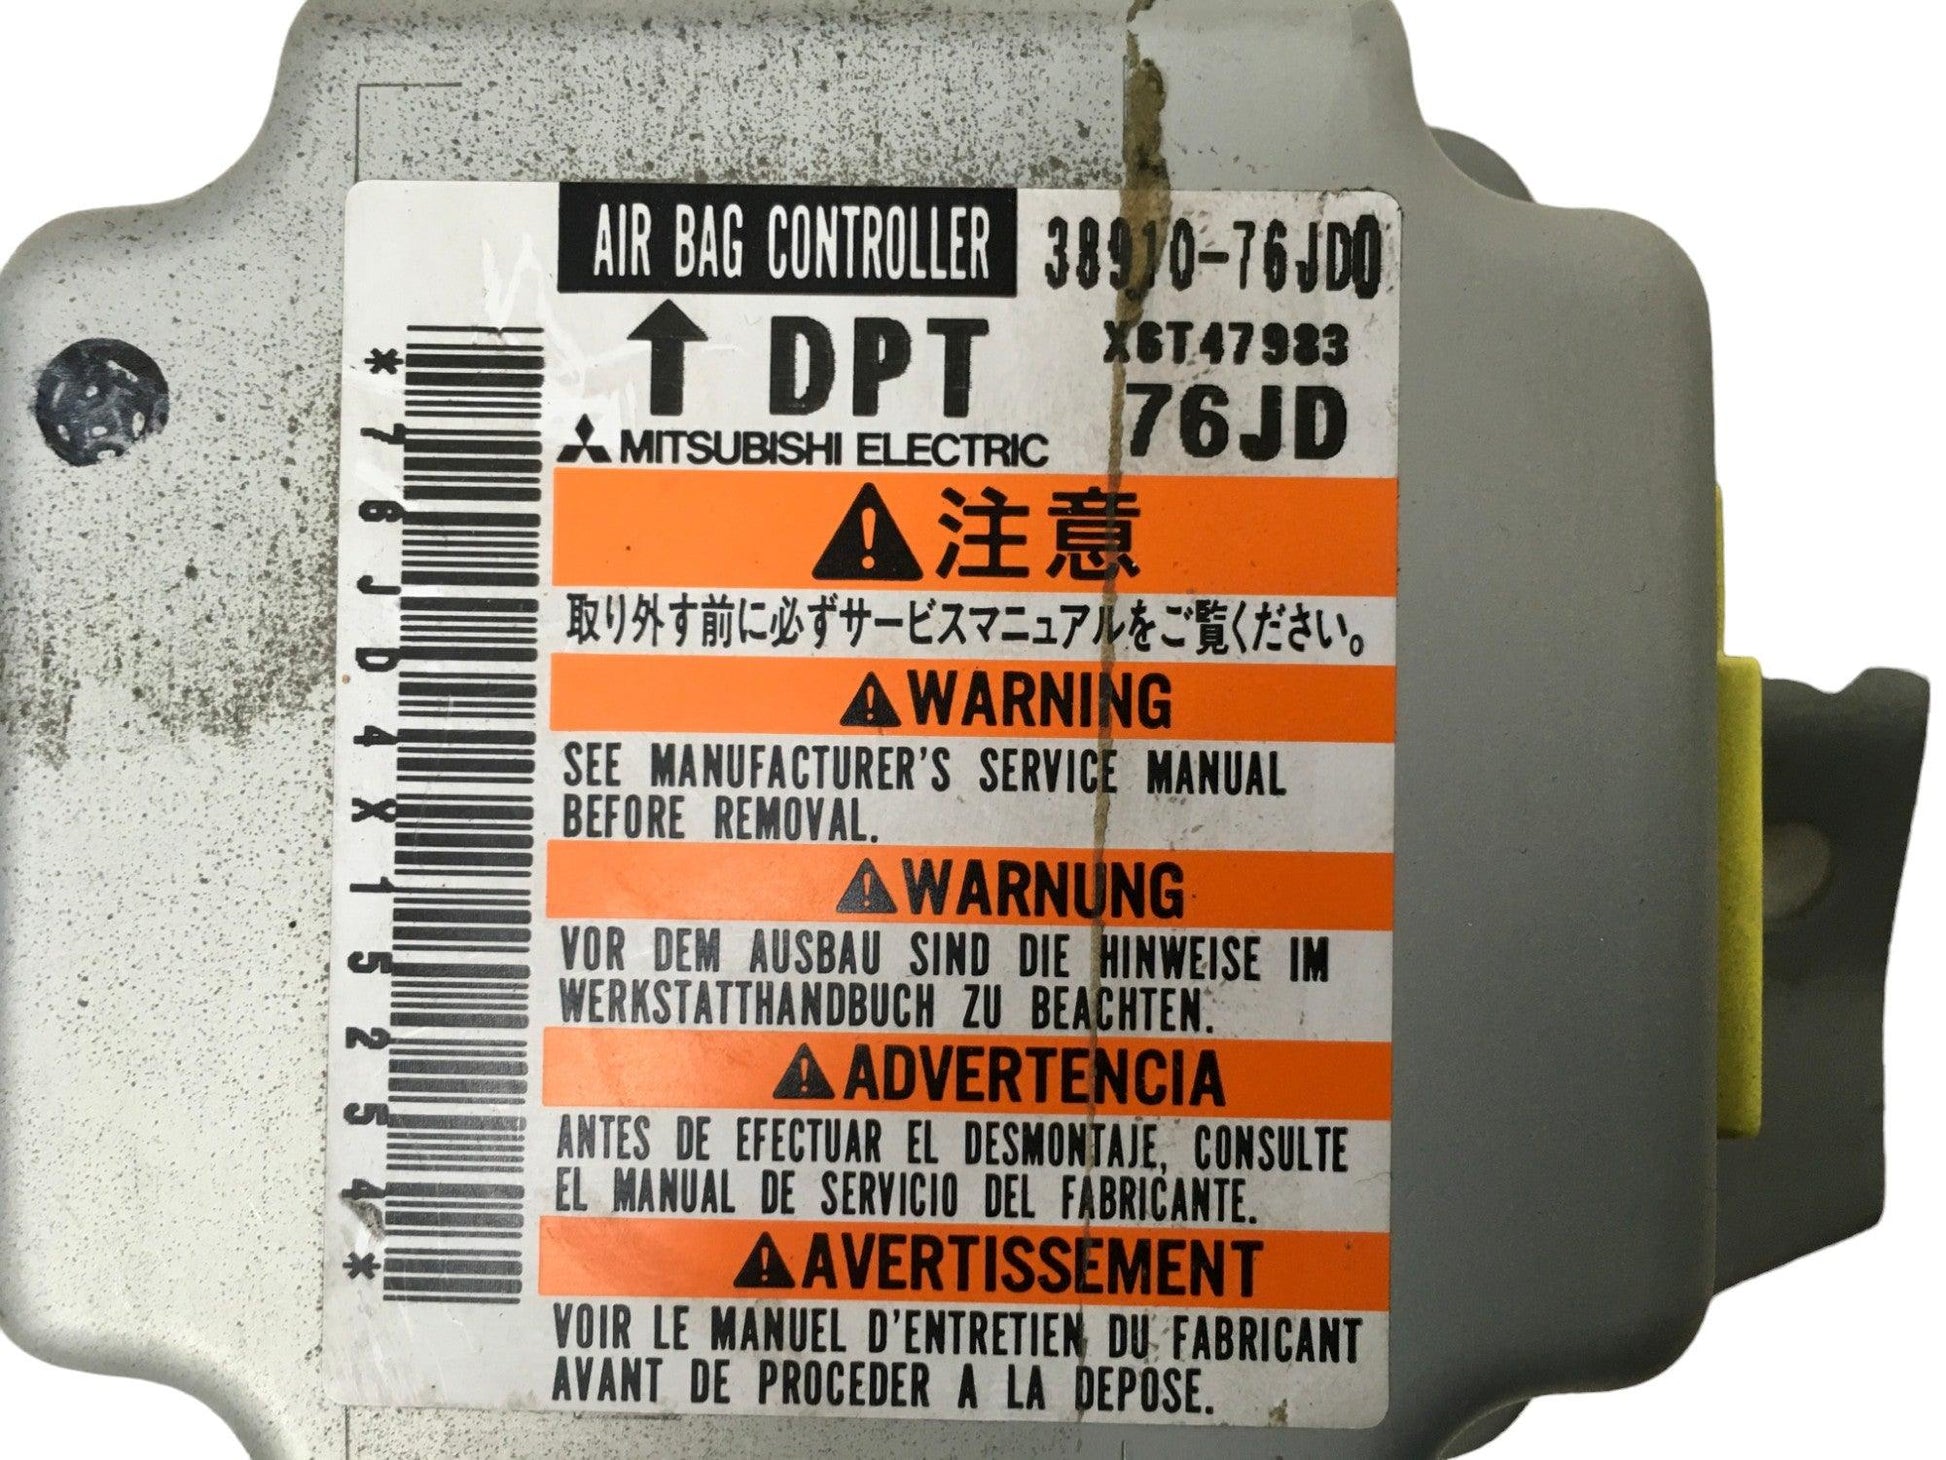 AIR BAG CONTROLLER 38910-76JD0
DPT X6T47983
MITSUBISHI ELECTRIC 76JD
注意
取り外す前に必ずサービスマニュアルをご覧ください。
WARNING
SEE MANUFACTURER'S SERVICE MANUAL
BEFORE REMOVAL.
WARNUNG
VOR DEM AUSBAU SIND DIE HINWEISE IM
WERKSTATTHANDBUCH ZU BEACHTEN.
ADVERTENCIA
ANTES DE EFECTUAR EL DESMONTAJE, CONSULTE
EL MANUAL DE SERVICIO DEL FABRICANTE.
AVERTISSEMENT
VOIR LE MANUEL D'ENTRETIEN DU FABRICANT
AVANT DE PROCEDER A LA DEPOSE.
*76JD4X15254*